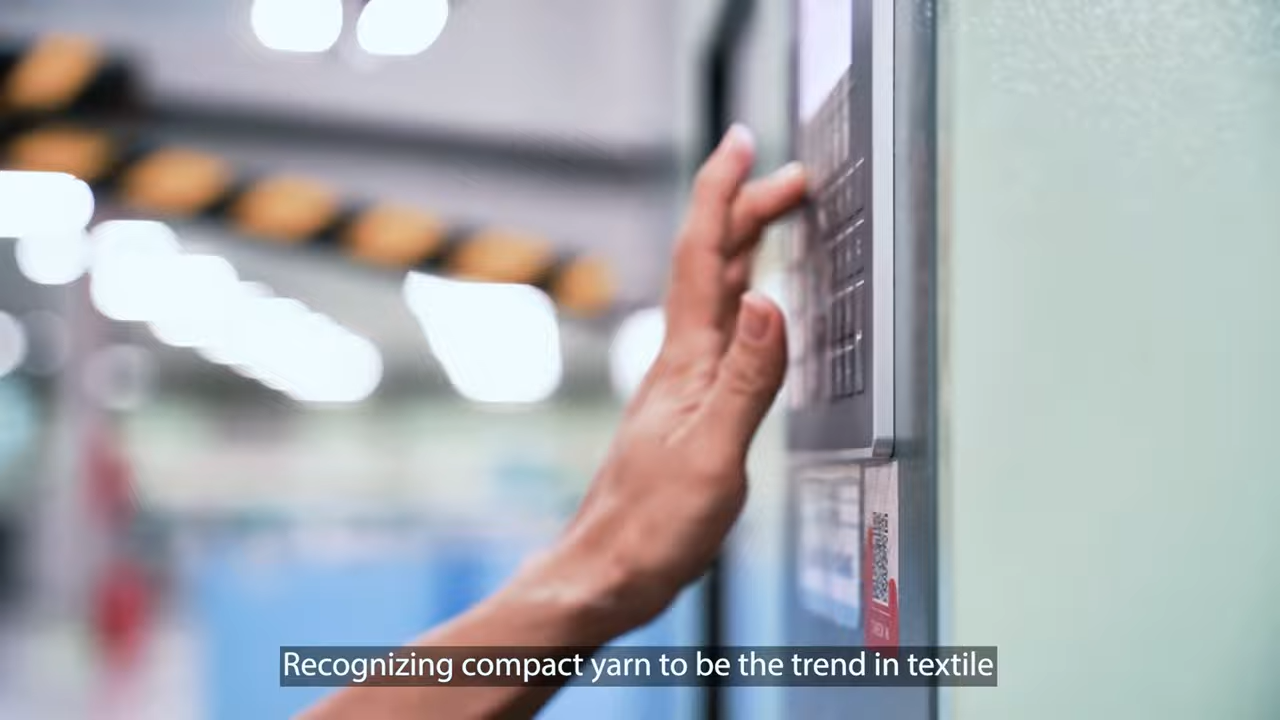 Recognizing compact yarn to be the trend in textile